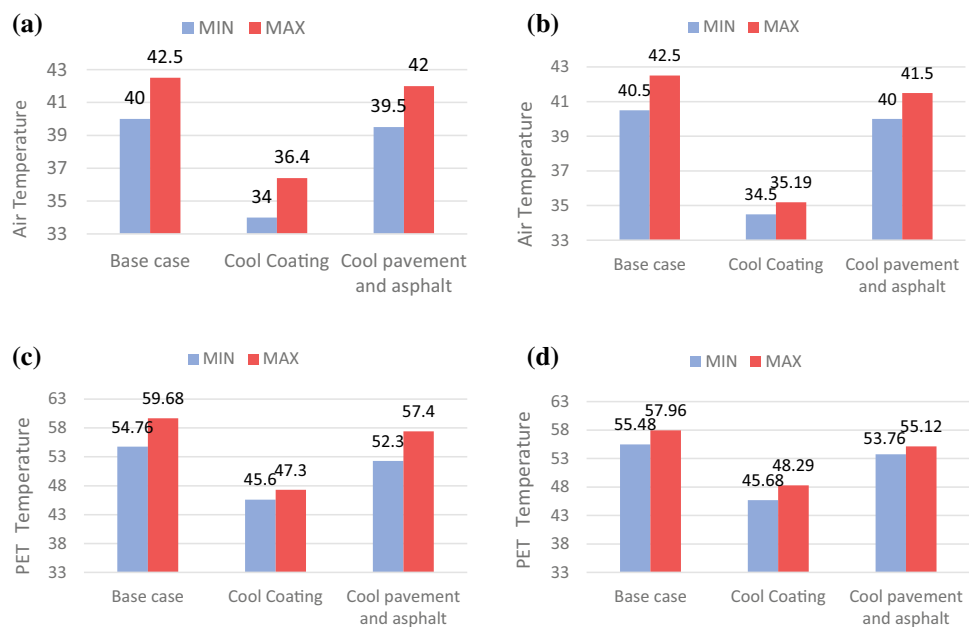 (a)
MIN MAX
Air Temperature
43
41
39
37
35
33
40
42.5
34
36.4
39.5
42
Base case
Cool Coating
Cool pavement
and asphalt
(b)
MIN MAX
Air Temperature
43
41
39
37
35
33
40.5
42.5
34.5
35.19
40
41.5
Base case
Cool Coating
Cool pavement
and asphalt
(c)
MIN MAX
PET Temperature
63
58
53
48
43
38
33
54.76
59.68
45.6
47.3
52.3
57.4
Base case
Cool Coating
Cool pavement
and asphalt
(d)
MIN MAX
PET Temperature
63
58
53
48
43
38
33
55.48
57.96
45.68
48.29
53.76
55.12
Base case
Cool Coating
Cool pavement
and asphalt